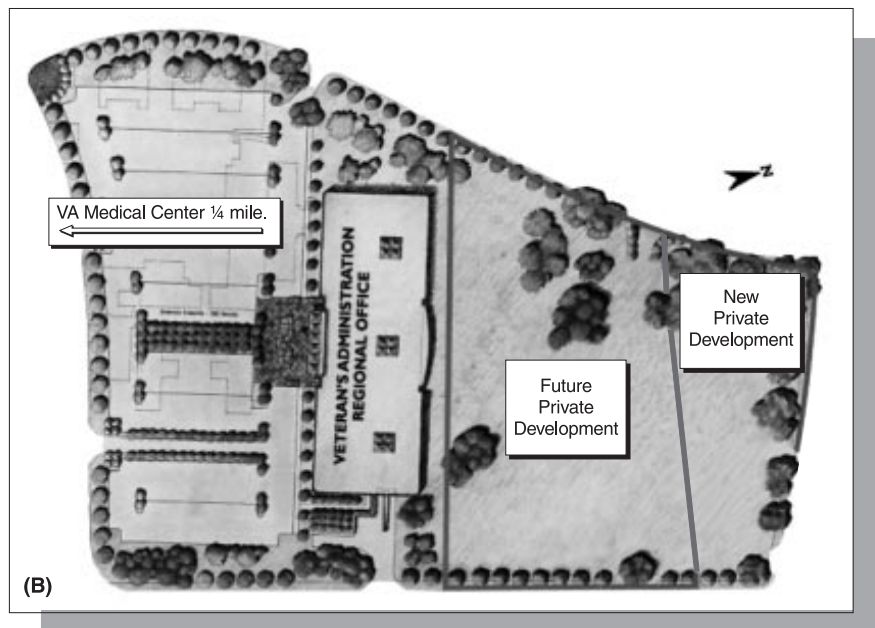 VA Medical Center ¼ mile.
N
VETERAN'S ADMINISTRATION
REGIONAL OFFICE
New
Private
Development
Future
Private
Development
(B)